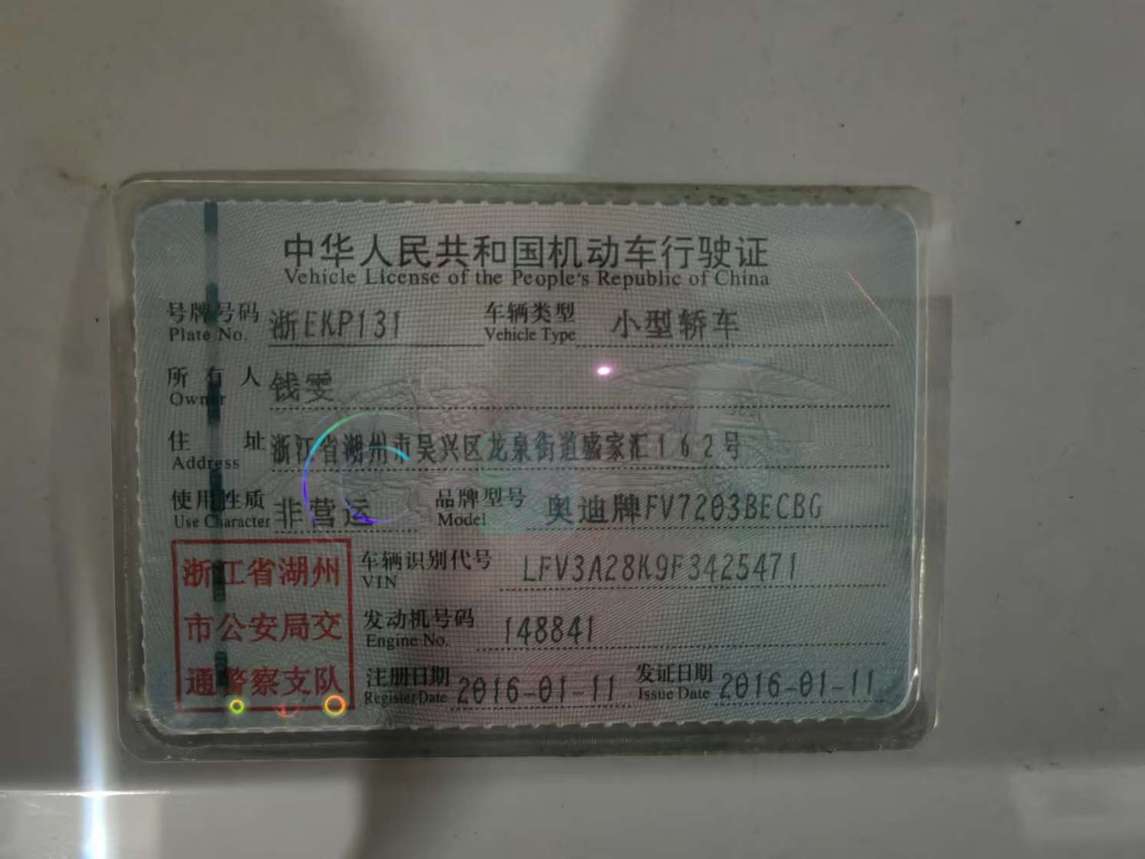 中华人民共和国机动车行驶证
Vehicle License of the People's Republic of China
号牌号码 浙EKP131 车辆类型 小型轿车
Plate No. Vehicle Type
所有人 钱雯
Owner
住址 浙江省湖州市吴兴区龙泉街道盛家汇162号
Address
使用性质 非营运 品牌型号 奥迪牌FV7203BECBG
Use Character Model
浙江省湖州
市公安局交
通警察支队
车辆识别代号 LFV3A28K9F3425471
VIN
发动机号码 148841
Engine No.
注册日期 2016-01-11 发证日期 2016-01-11
Register Date Issue Date